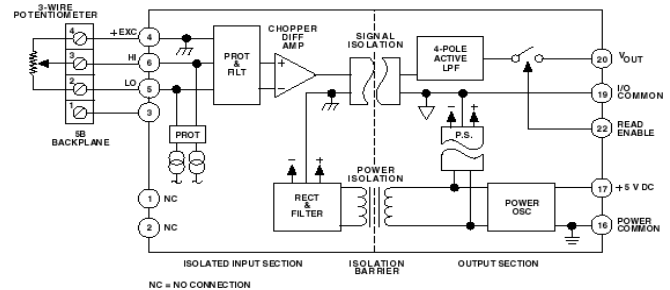 3-WIRE
POTENTIOMETER
4
3
2
1
5B
BACKPLANE
+EXC
HI
LO
4
6
5
3
1
NC
2
NC
PROT
PROT
&
FILT
CHOPPER
DIFF
AMP
+
–
SIGNAL
ISOLATION
4-POLE
ACTIVE
LPF
– +
P.S.
– +
RECT
&
FILTER
POWER
ISOLATION
POWER
OSC
20
VOUT
19
I/O
COMMON
22
READ
ENABLE
17
+5 V DC
16
POWER
COMMON
ISOLATED INPUT SECTION
ISOLATION
BARRIER
OUTPUT SECTION
NC = NO CONNECTION